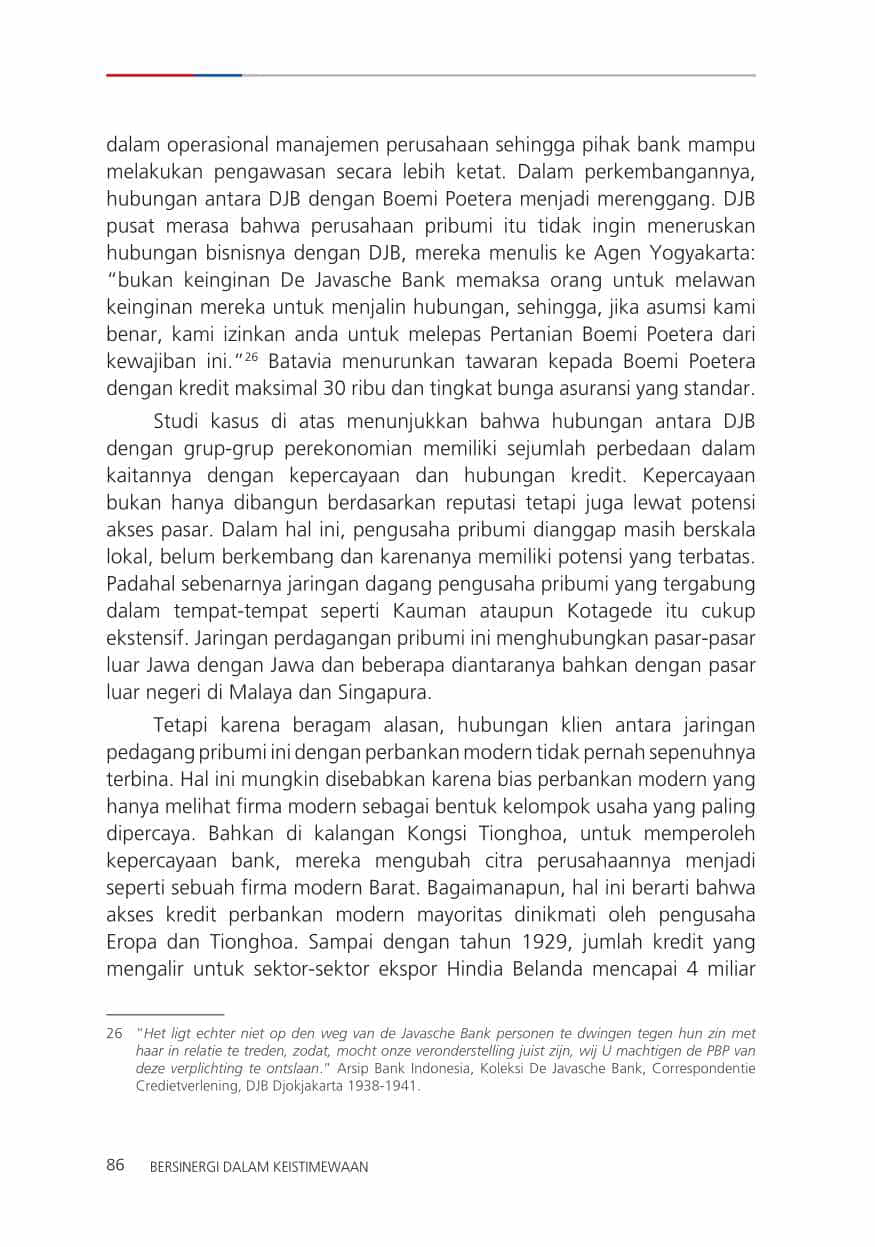 dalam operasional manajemen perusahaan sehingga pihak bank mampu
melakukan pengawasan secara lebih ketat. Dalam perkembangannya,
hubungan antara DJB dengan Boemi Poetera menjadi merenggang. DJB
pusat merasa bahwa perusahaan pribumi itu tidak ingin meneruskan
hubungan bisnisnya dengan DJB, mereka menulis ke Agen Yogyakarta:
“bukan keinginan De Javasche Bank memaksa orang untuk melawan
keinginan mereka untuk menjalin hubungan, sehingga, jika asumsi kami
benar, kami izinkan anda untuk melepas Pertanian Boemi Poetera dari
kewajiban ini.”26 Batavia menurunkan tawaran kepada Boemi Poetera
dengan kredit maksimal 30 ribu dan tingkat bunga asuransi yang standar.
Studi kasus di atas menunjukkan bahwa hubungan antara DJB
dengan grup-grup perekonomian memiliki sejumlah perbedaan dalam
kaitannya dengan kepercayaan dan hubungan kredit. Kepercayaan
bukan hanya dibangun berdasarkan reputasi tetapi juga lewat potensi
akses pasar. Dalam hal ini, pengusaha pribumi dianggap masih berskala
lokal, belum berkembang dan karenanya memiliki potensi yang terbatas.
Padahal sebenarnya jaringan dagang pengusaha pribumi yang tergabung
dalam tempat-tempat seperti Kauman ataupun Kotagede itu cukup
ekstensif. Jaringan perdagangan pribumi ini menghubungkan pasar-pasar
luar Jawa dengan Jawa dan beberapa diantaranya bahkan dengan pasar
luar negeri di Malaya dan Singapura.
Tetapi karena beragam alasan, hubungan klien antara jaringan
pedagang pribumi ini dengan perbankan modern tidak pernah sepenuhnya
terbina. Hal ini mungkin disebabkan karena bias perbankan modern yang
hanya melihat firma modern sebagai bentuk kelompok usaha yang paling
dipercaya. Bahkan di kalangan Kongsi Tionghoa, untuk memperoleh
kepercayaan bank, mereka mengubah citra perusahaannya menjadi
seperti sebuah firma modern Barat. Bagaimanapun, hal ini berarti bahwa
akses kredit perbankan modern mayoritas dinikmati oleh pengusaha
Eropa dan Tionghoa. Sampai dengan tahun 1929, jumlah kredit yang
mengalir untuk sektor-sektor ekspor Hindia Belanda mencapai 4 miliar
26 “Het ligt echter niet op den weg van de Javasche Bank personen te dwingen tegen hun zin met
haar in relatie te treden, zodat, mocht onze veronderstelling juist zijn, wij U machtigen de PBP van
deze verplichting te ontslaan.” Arsip Bank Indonesia, Koleksi De Javasche Bank, Correspondentie
Credietverlening, DJB Djokjakarta 1938-1941.
86 BERSINERGI DALAM KEISTIMEWAAN